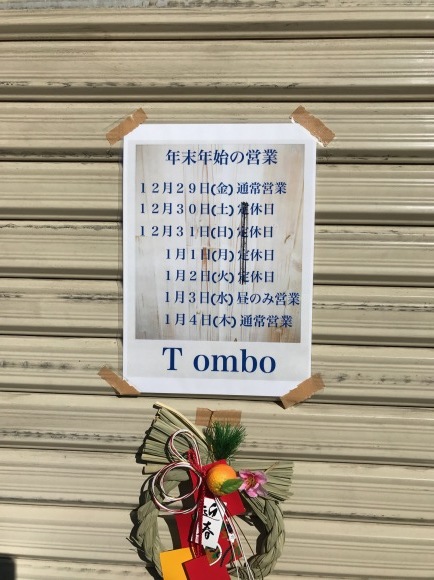 年末年始の営業
12月29日(金) 通常営業
12月30日(土) 定休日
12月31日(日) 定休日
1月1日(月) 定休日
1月2日(火) 定休日
1月3日(水) 昼のみ営業
1月4日(木) 通常営業
T ombo
迎春